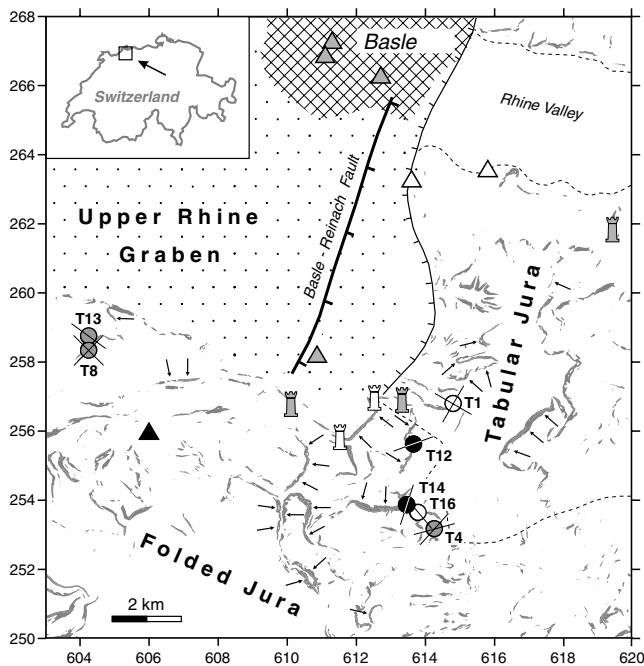 268
266
264
262
260
258
256
254
252
250
Switzerland
Basle
Rhine Valley
Upper Rhine
Graben
Basle - Reinach Fault
Tabular Jura
T13
T8
T1
T12
T14
T16
T4
Folded Jura
2 km
604
606
608
610
612
614
616
618
620